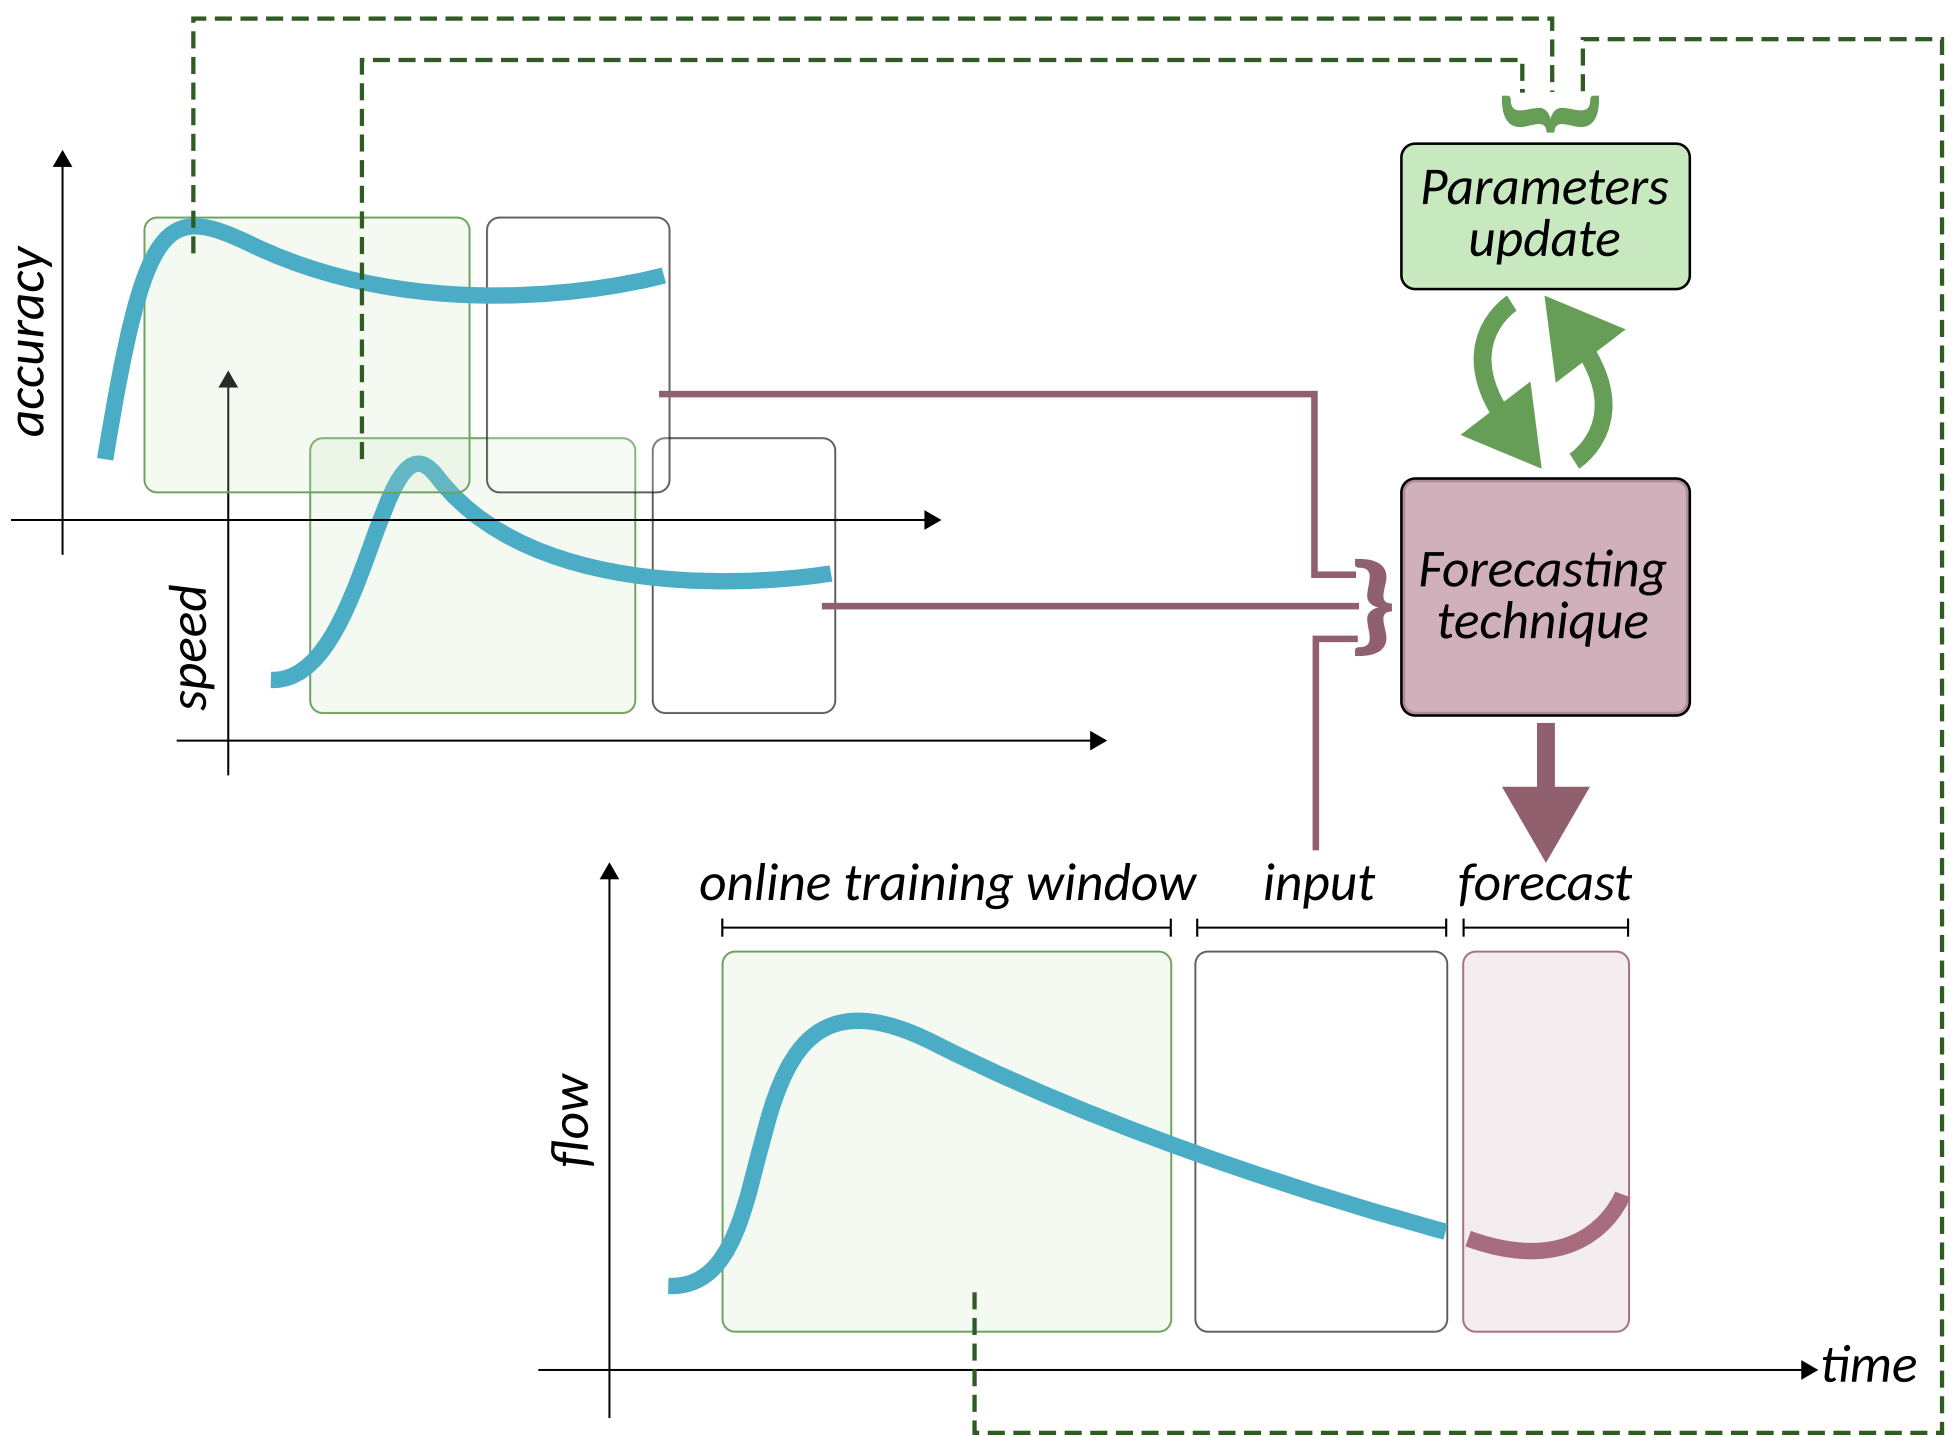 Parameters
update
accuracy
Forecasting
technique
speed
online training window
input
forecast
flow
time